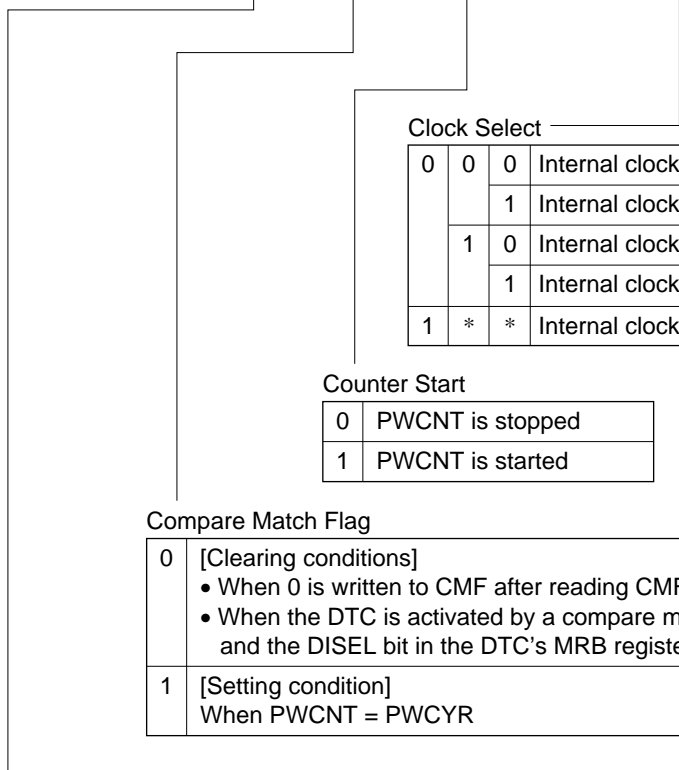 Clock Select
0 0 0 Internal clock
1 Internal clock
1 0 Internal clock
1 Internal clock
1 * * Internal clock
Counter Start
0 PWCNT is stopped
1 PWCNT is started
Compare Match Flag
0 [Clearing conditions]
• When 0 is written to CMF after reading CMF
• When the DTC is activated by a compare m
and the DISEL bit in the DTC's MRB registe
1 [Setting condition]
When PWCNT = PWCYR